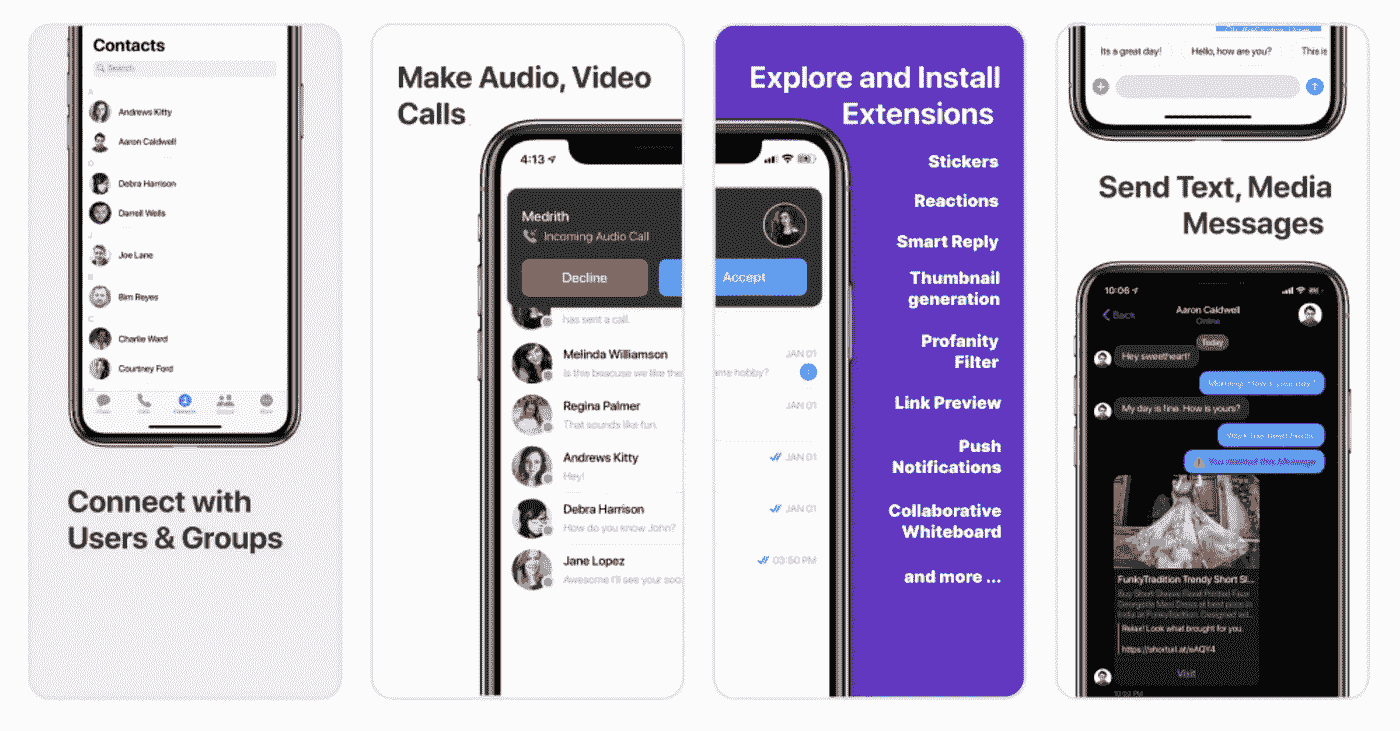 Contacts
Search
A
Andrews Kitty
Aaron Caldwell
D
Debra Harrison
Darrell Wells
J
Joe Lane
B
Bim Reyes
C
Charlie Ward
Courtney Ford
Connect with
Users & Groups
Make Audio, Video
Calls
4:13
Medrith
Incoming Audio Call
Decline
Accept
has sent a call.
Melinda Williamson
JAN 01
Is this beacuse we like the
ame hobby?
Regina Palmer
JAN 01
That sounds like fun.
Andrews Kitty
JAN 01
Hey!
Debra Harrison
JAN 01
How do you know John?
Jane Lopez
03:50 PM
Awesome I'll see your soo
Explore and Install
Extensions
Stickers
Reactions
Smart Reply
Thumbnail
generation
Profanity
Filter
Link Preview
Push
Notifications
Collaborative
Whiteboard
and more ...
Its a great day!
Hello, how are you?
This is
Send Text, Media
Messages
10:06
Back
Aaron Caldwell
Online
Today
Hey sweetheart!
Morning! How is your day?
My day is fine. How is yours?
You deleted this Message
FunkyTradition Trendy Short Sl...
Relax! Look what brought for you.
https://shorturl.at/eAQY4
Visit